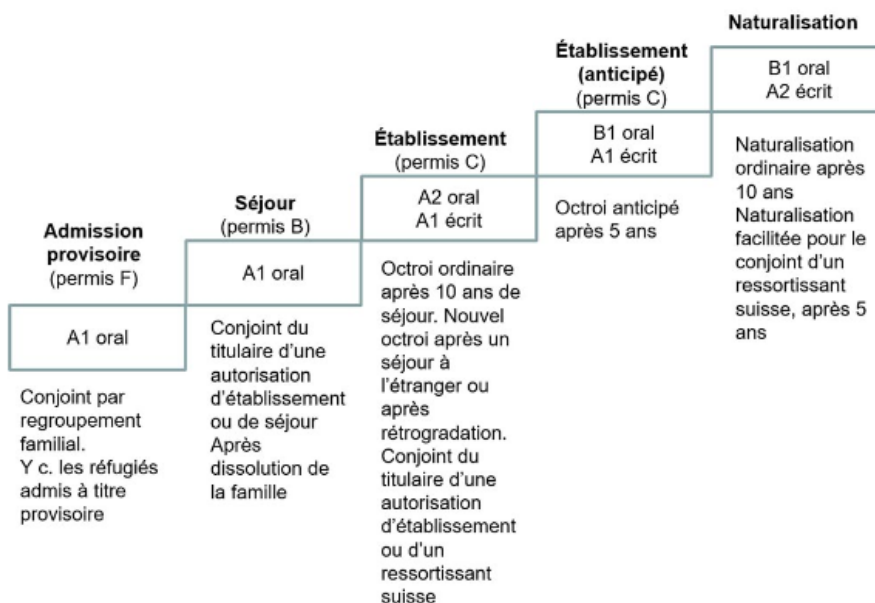 Admission
provisoire
(permis F)
A1 oral
Conjoint par
regroupement
familial.
Y c. les réfugiés
admis à titre
provisoire
Séjour
(permis B)
A1 oral
Conjoint du
titulaire d'une
autorisation
d'établissement
ou de séjour
Après
dissolution de
la famille
Établissement
(permis C)
A2 oral
A1 écrit
Octroi ordinaire
après 10 ans de
séjour. Nouvel
octroi après un
séjour à
l'étranger ou
après
rétrogradation.
Conjoint du
titulaire d'une
autorisation
d'établissement
ou d'un
ressortissant
suisse
Établissement
(anticipé)
(permis C)
B1 oral
A1 écrit
Octroi anticipé
après 5 ans
Naturalisation
B1 oral
A2 écrit
Naturalisation
ordinaire après
10 ans
Naturalisation
facilitée pour le
conjoint d'un
ressortissant
suisse, après 5
ans